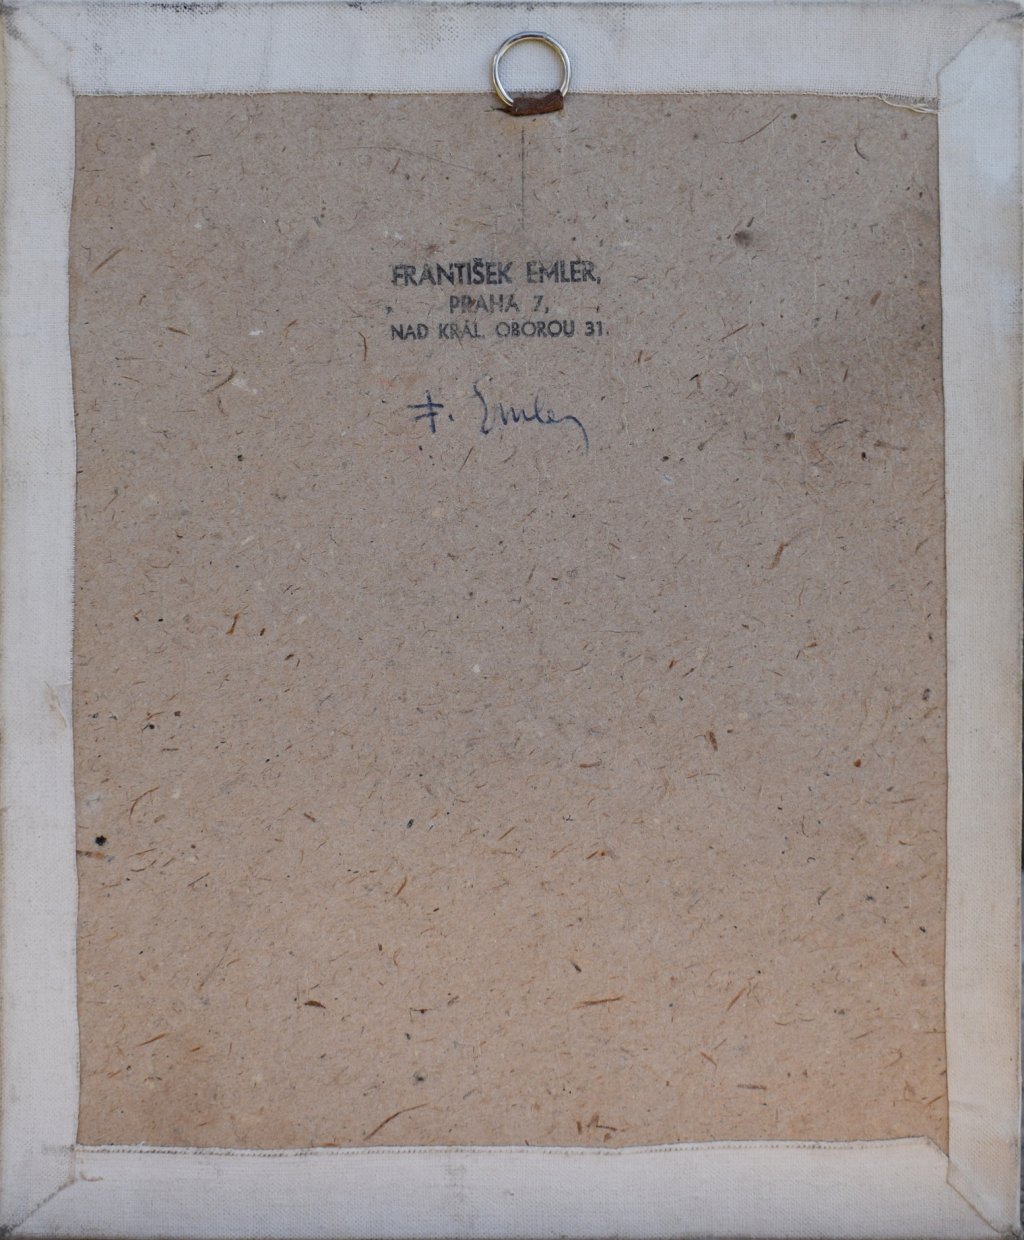 FRANTIŠEK EMLER,
PRAHA 7,
NAD KRÁL. OBOROU 31.
F. Emler